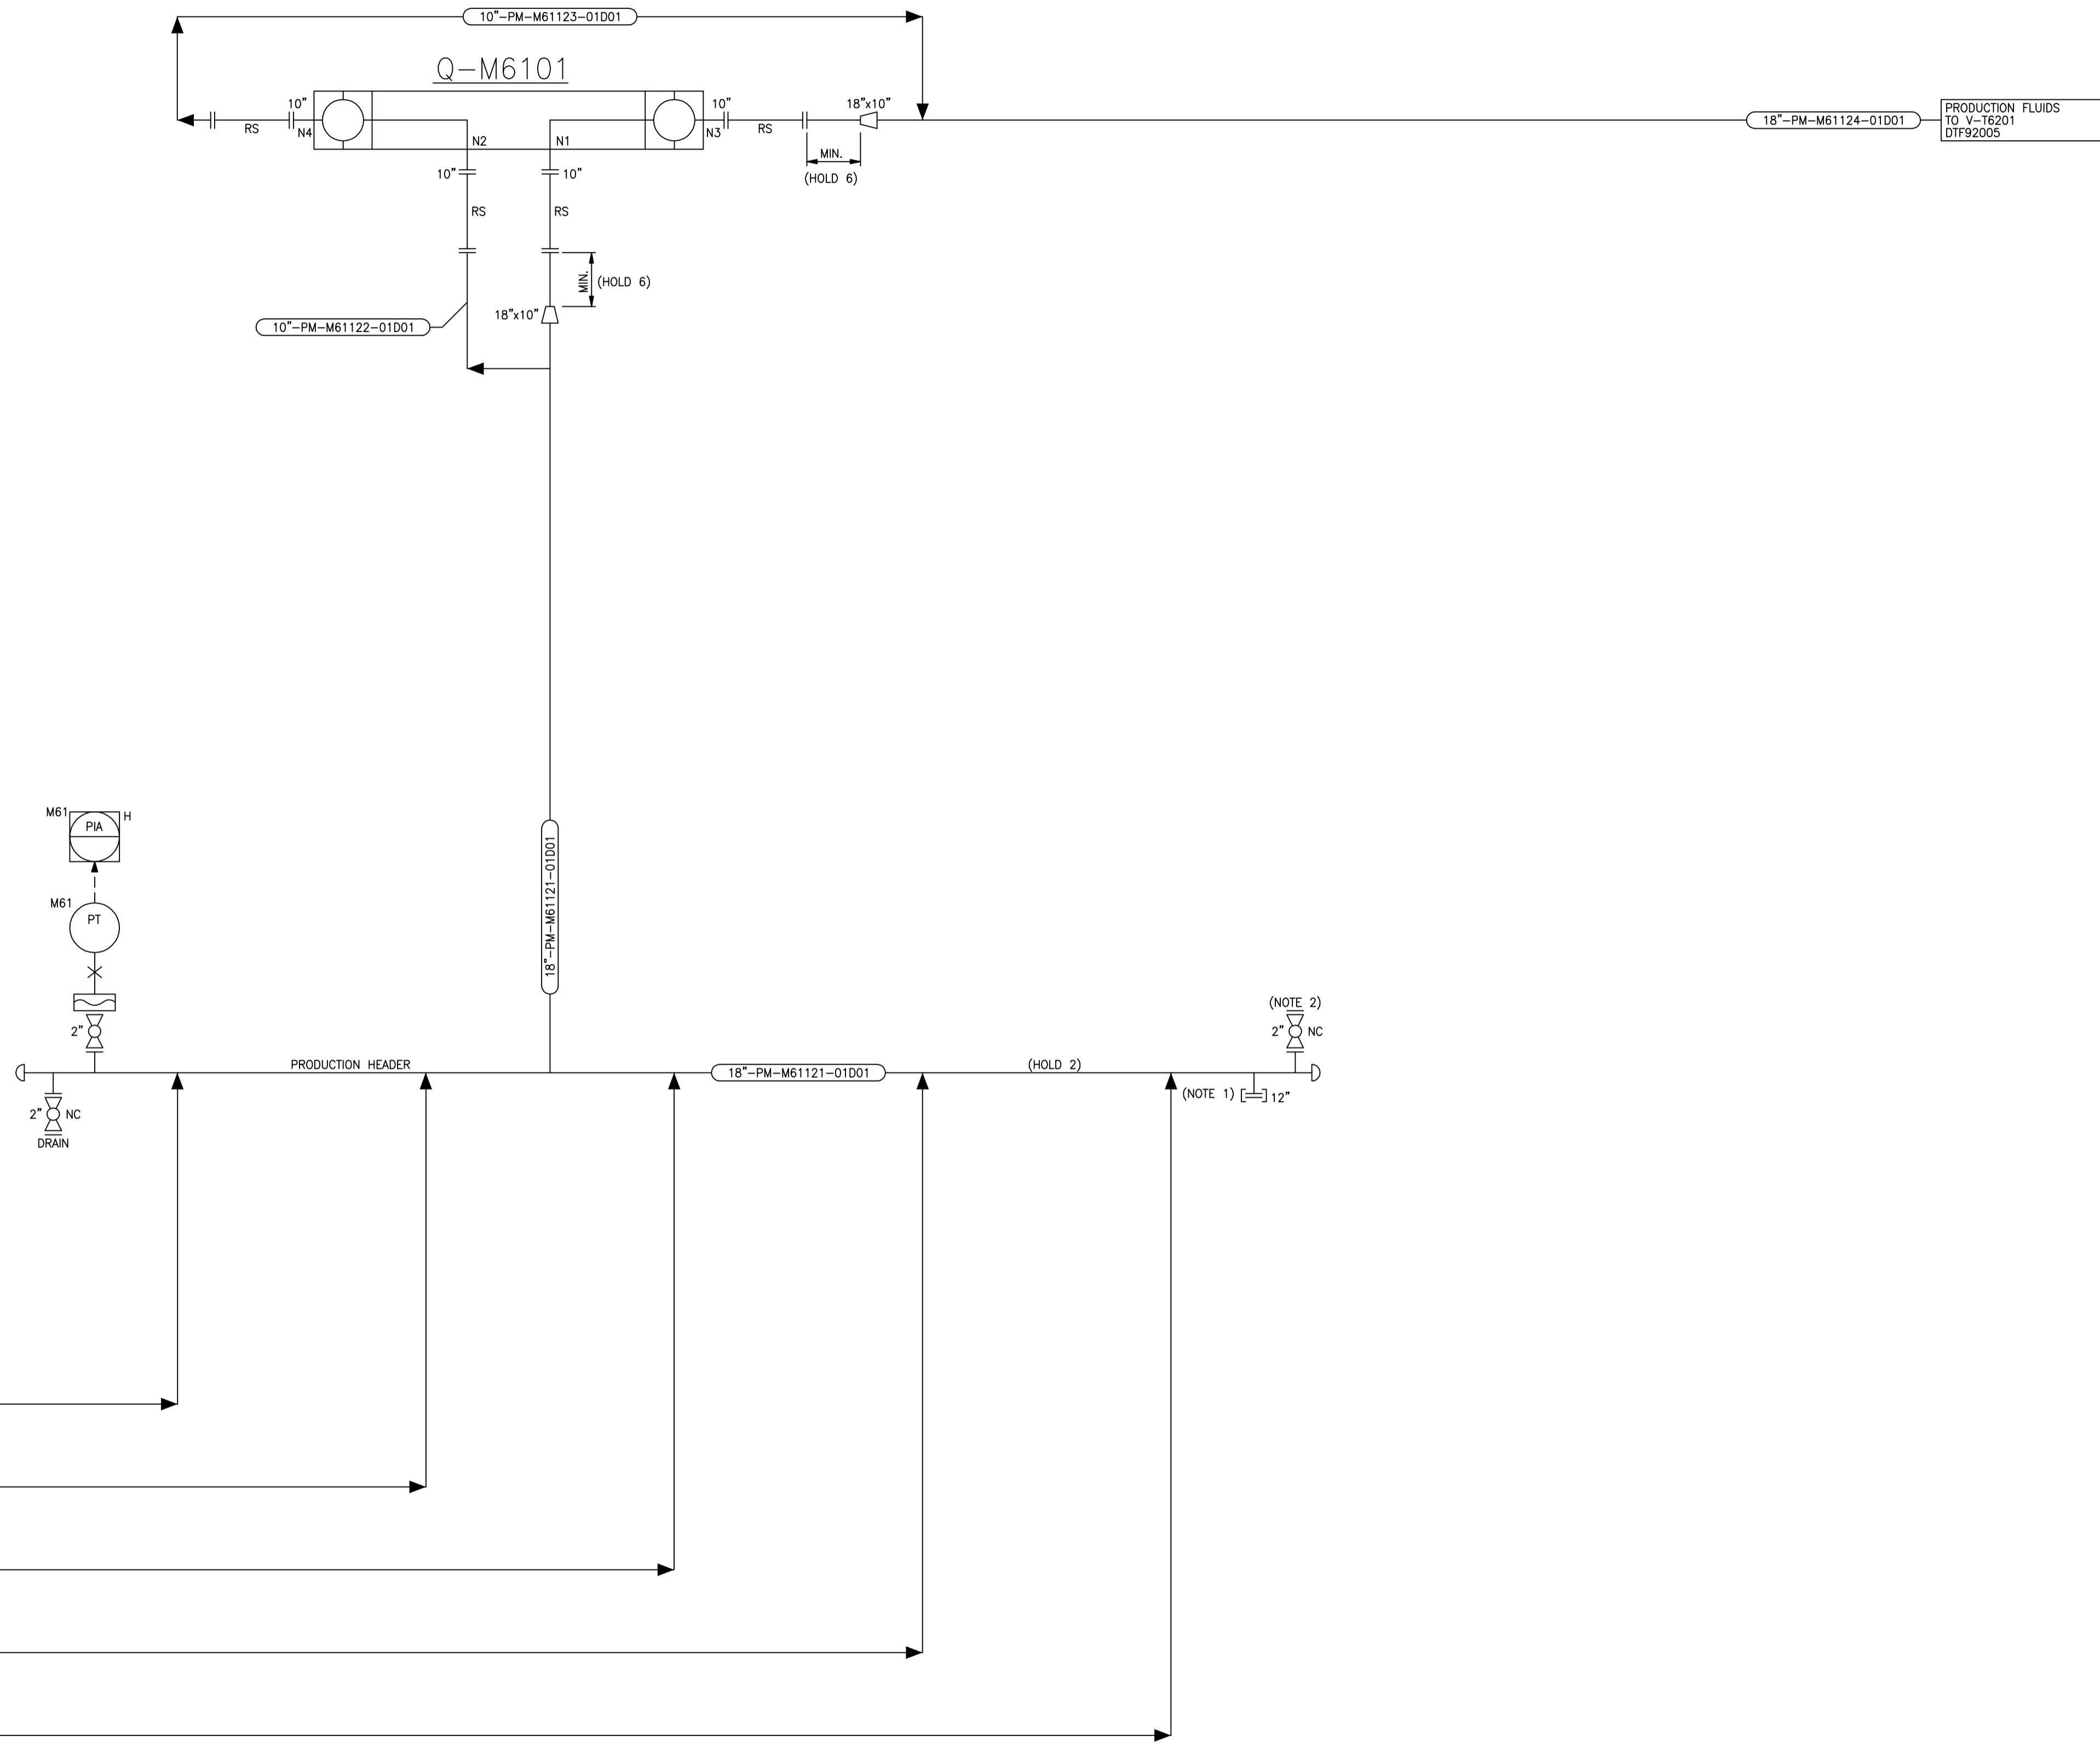 10"-PM-M61123-01D01
Q-M6101
10"
N4
RS
N2
N1
10"
N3
RS
18"x10"
MIN.
(HOLD 6)
18"-PM-M61124-01D01
PRODUCTION FLUIDS
TO V-T6201
DTF92005
10"
10"
RS
RS
MIN.
(HOLD 6)
18"x10"
10"-PM-M61122-01D01
M61
PIA
H
M61
PT
2"
18"-PM-M61121-01D01
(NOTE 2)
2"
NC
PRODUCTION HEADER
18"-PM-M61121-01D01
(HOLD 2)
(NOTE 1)
12"
2"
NC
DRAIN